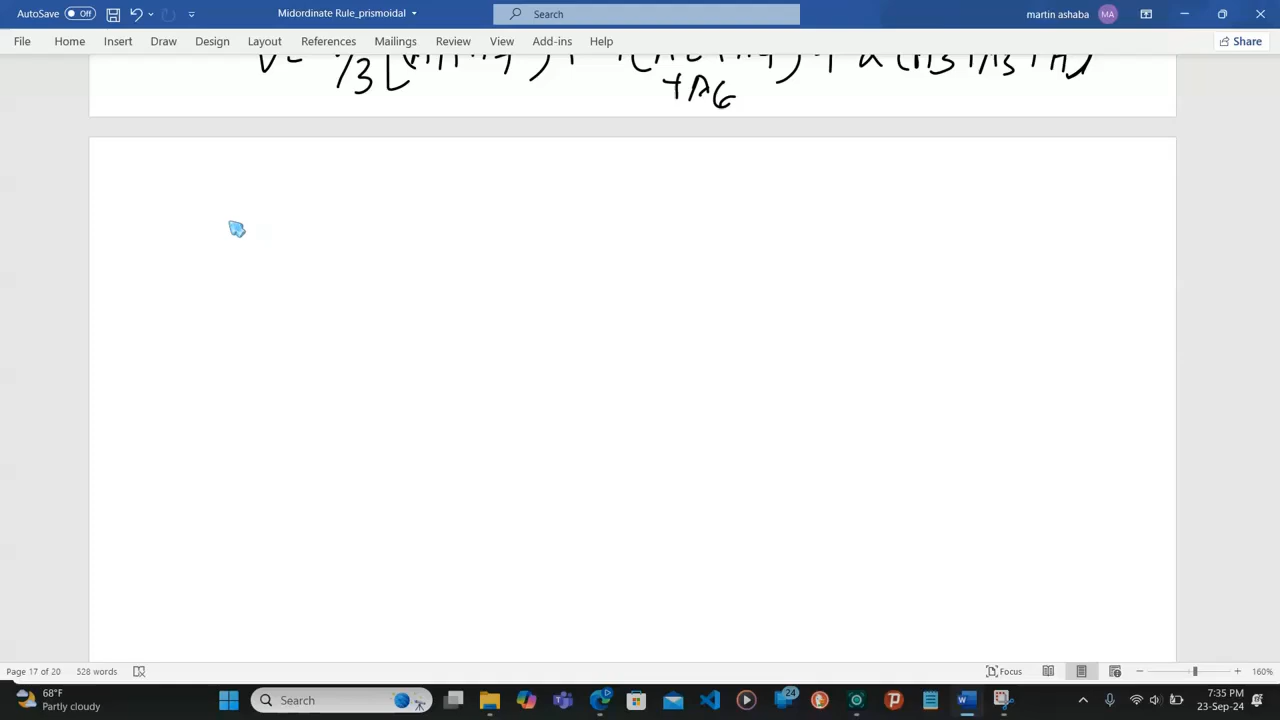 AutoSave Off Midordinate Rule_prismoidal Search martin ashaba MA
File Home Insert Draw Design Layout References Mailings Review View Add-ins Help Share
+A6
Page 17 of 20 528 words Focus 160%
68°F
Partly cloudy
Search
24
7:35 PM
23-Sep-24